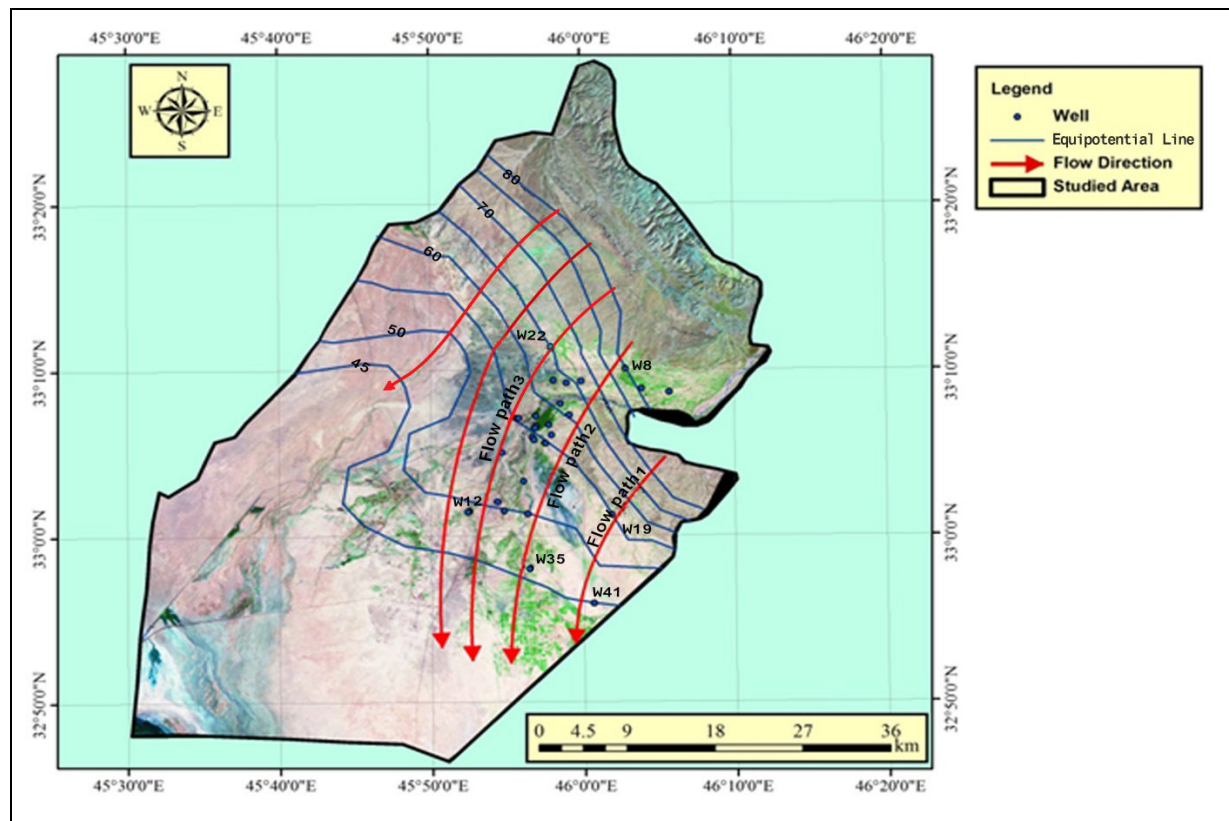 45°30'0"E 45°40'0"E 45°50'0"E 46°0'0"E 46°10'0"E 46°20'0"E
N
W E
S
Legend
Well
Equipotential Line
Flow Direction
Studied Area
33°20'0"N 33°20'0"N
80
70
60
50
45
W22
W8
33°10'0"N 33°10'0"N
Flow path3
Flow path2
Flow path1
W12
W19
W35
W41
33°0'0"N 33°0'0"N
32°50'0"N 32°50'0"N
0 4.5 9 18 27 36
km
45°30'0"E 45°40'0"E 45°50'0"E 46°0'0"E 46°10'0"E 46°20'0"E